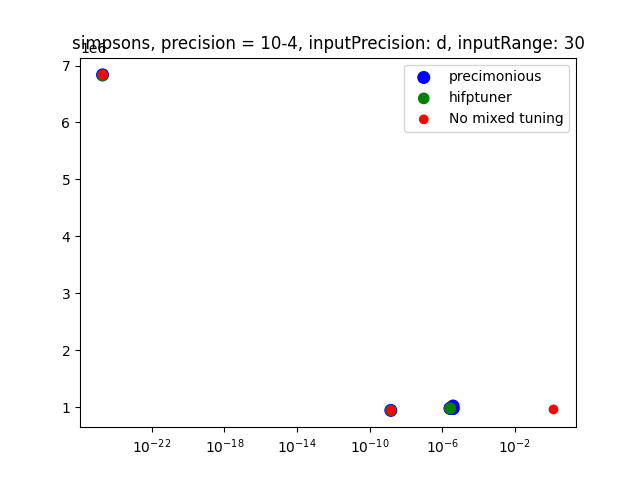 simpsons, precision = 10-4, inputPrecision: d, inputRange: 30
1e6
precimonious
hifptuner
No mixed tuning
7
6
5
4
3
2
1
10⁻²² 10⁻¹⁸ 10⁻¹⁴ 10⁻¹⁰ 10⁻⁶ 10⁻²